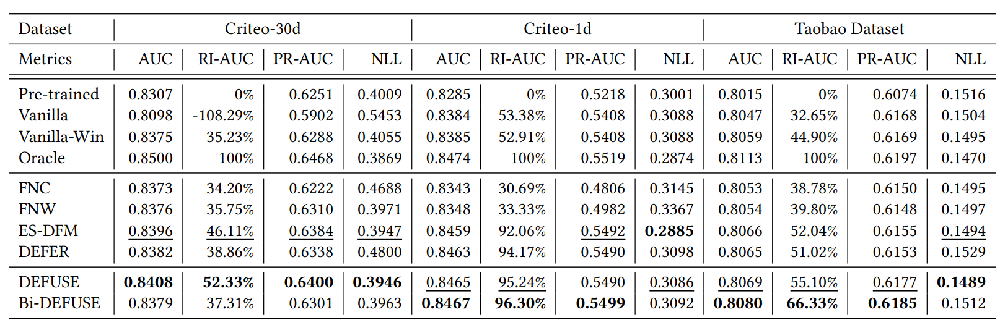 Dataset Criteo-30d Criteo-1d Taobao Dataset
Metrics AUC RI-AUC PR-AUC NLL AUC RI-AUC PR-AUC NLL AUC RI-AUC PR-AUC NLL
Pre-trained 0.8307 0% 0.6251 0.4009 0.8285 0% 0.5218 0.3001 0.8015 0% 0.6074 0.1516
Vanilla 0.8098 -108.29% 0.5902 0.5453 0.8384 53.38% 0.5408 0.3088 0.8047 32.65% 0.6168 0.1504
Vanilla-Win 0.8375 35.23% 0.6288 0.4055 0.8385 52.91% 0.5408 0.3088 0.8059 44.90% 0.6169 0.1495
Oracle 0.8500 100% 0.6468 0.3869 0.8474 100% 0.5519 0.2874 0.8113 100% 0.6197 0.1470
FNC 0.8373 34.20% 0.6222 0.4688 0.8343 30.69% 0.4806 0.3145 0.8053 38.78% 0.6150 0.1495
FNW 0.8376 35.75% 0.6310 0.3971 0.8348 33.33% 0.4982 0.3367 0.8054 39.80% 0.6148 0.1497
ES-DFM 0.8396 46.11% 0.6384 0.3947 0.8459 92.06% 0.5492 0.2885 0.8066 52.04% 0.6155 0.1494
DEFER 0.8382 38.86% 0.6338 0.4800 0.8463 94.17% 0.5490 0.3098 0.8065 51.02% 0.6153 0.1529
DEFUSE 0.8408 52.33% 0.6400 0.3946 0.8465 95.24% 0.5490 0.3086 0.8069 55.10% 0.6177 0.1489
Bi-DEFUSE 0.8379 37.31% 0.6301 0.3963 0.8467 96.30% 0.5499 0.3092 0.8080 66.33% 0.6185 0.1512